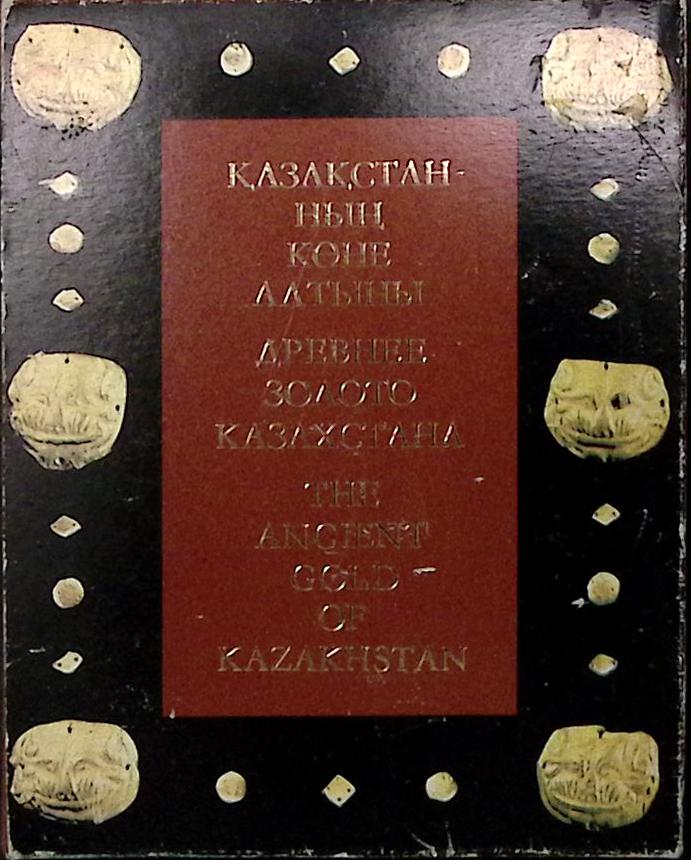 ҚАЗАҚСТАН-
НЫҢ
КӨНЕ
АЛТЫНЫ
ДРЕВНЕЕ
ЗОЛОТО
КАЗАХСТАНА
THE
ANCIENT
GOLD
OF
KAZAKHSTAN